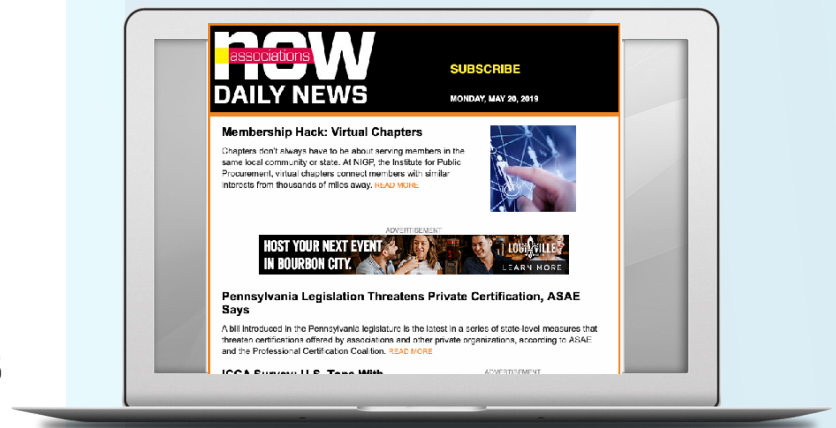 now
associations
DAILY NEWS
SUBSCRIBE
MONDAY, MAY 20, 2019
Membership Hack: Virtual Chapters
Chapters don't always have to be about serving members in the
same local community or state. At NIGP, the Institute for Public
Procurement, virtual chapters connect members with similar
interests from thousands of miles away. READ MORE
ADVERTISEMENT
HOST YOUR NEXT EVENT
IN BOURBON CITY.
LOUISVILLE
LEARN MORE
Pennsylvania Legislation Threatens Private Certification, ASAE
Says
A bill introduced in the Pennsylvania legislature is the latest in a series of state-level measures that
threaten certifications offered by associations and other private organizations, according to ASAE
and the Professional Certification Coalition. READ MORE
ICCA Survey: U.S. Tops With
ADVERTISEMENT